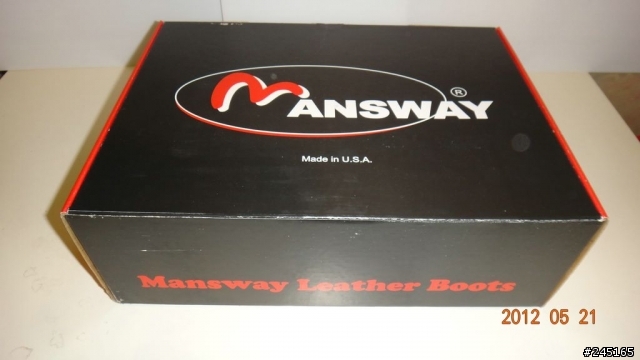 MANSWAY ®
Made in U.S.A.
Mansway Leather Boots
2012 05 21
#245165